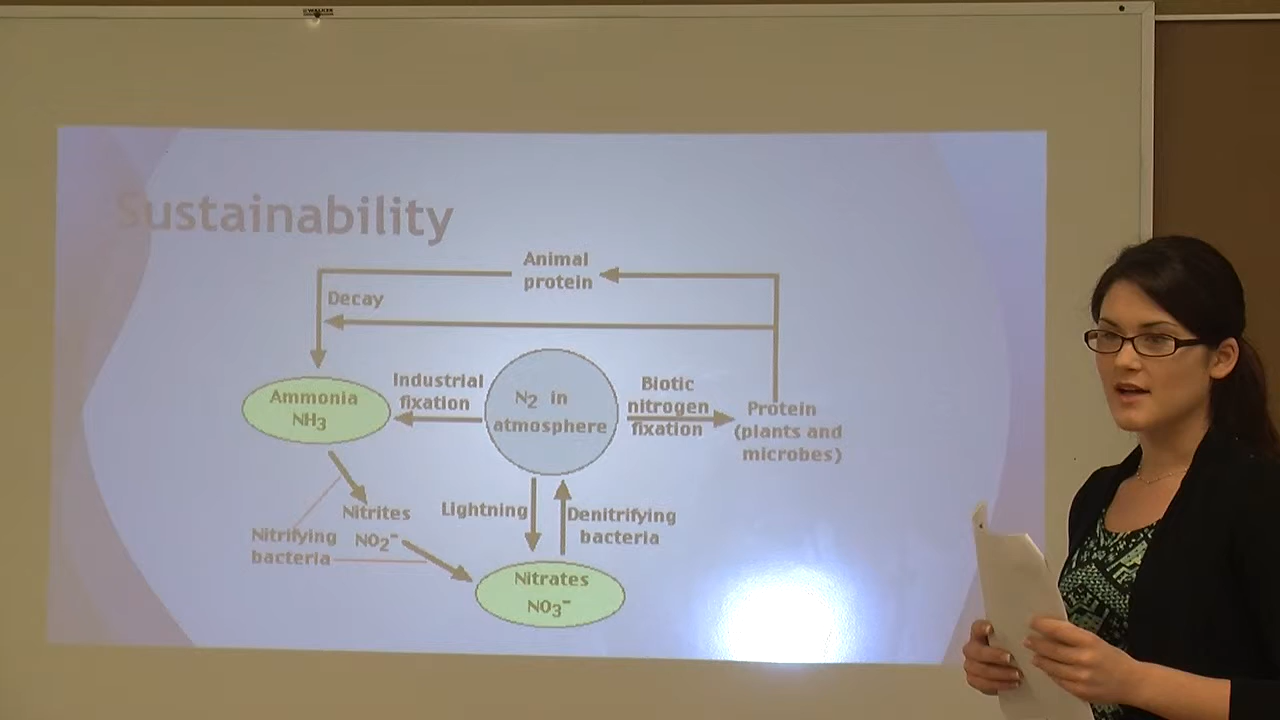 Sustainability
Animal
protein
Decay
Ammonia
NH3
Industrial
fixation
N2 in
atmosphere
Biotic
nitrogen
fixation
Protein
(plants and
microbes)
Nitrites
NO2-
Nitrifying
bacteria
Lightning
Denitrifying
bacteria
Nitrates
NO3-